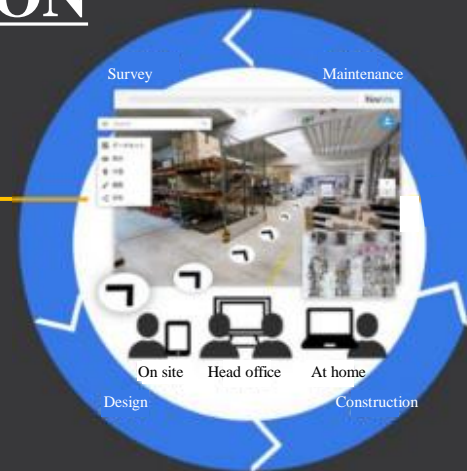 ON
Survey
Maintenance
On site
Head office
At home
Design
Construction